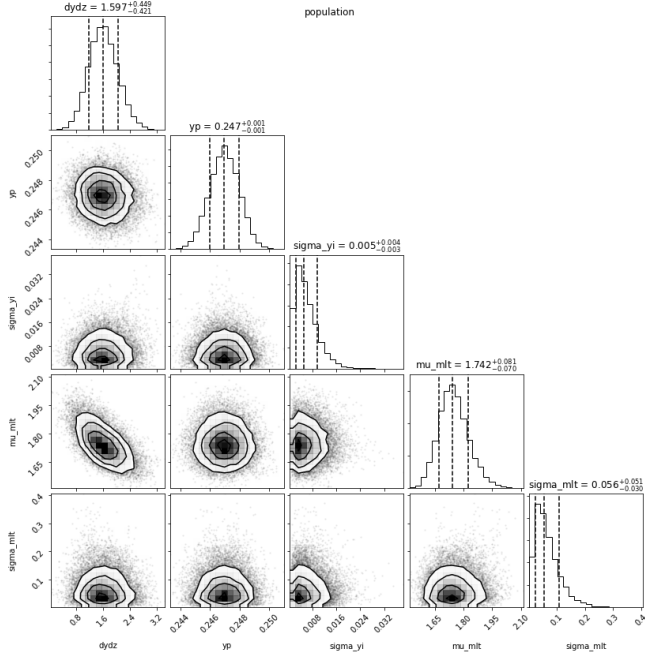 population
dydz = 1.597+0.449−0.421
yp = 0.247+0.001−0.001
0.250
0.248
0.246
0.244
yp
sigma_yi = 0.005+0.004−0.003
0.032
0.024
0.016
0.008
sigma_yi
mu_mlt = 1.742+0.081−0.070
2.10
1.95
1.80
1.65
mu_mlt
sigma_mlt = 0.056+0.051−0.030
0.4
0.3
0.2
0.1
sigma_mlt
0.8 1.6 2.4 3.2
0.244 0.246 0.248 0.250
0.008 0.016 0.024 0.032
1.65 1.80 1.95 2.10
0.1 0.2 0.3 0.4
dydz yp sigma_yi mu_mlt sigma_mlt